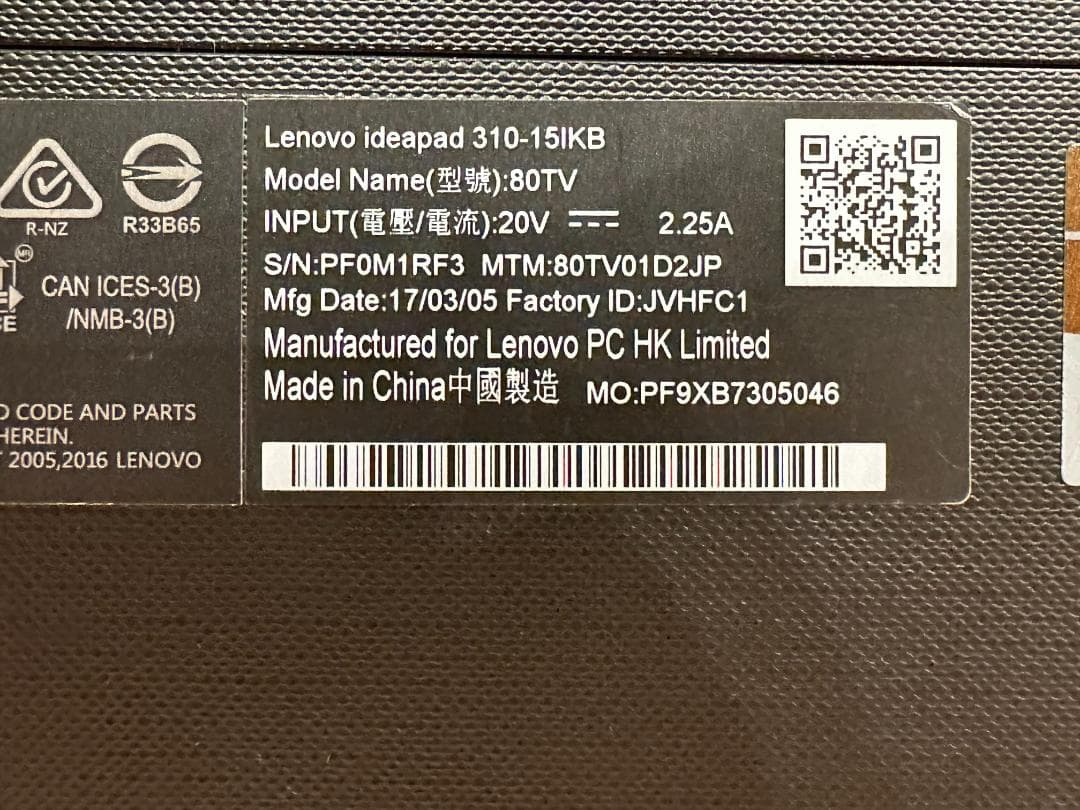 R-NZ
R33B65
CAN ICES-3(B)
/NMB-3(B)
CODE AND PARTS
HEREIN.
2005,2016 LENOVO
Lenovo ideapad 310-15IKB
Model Name(型號):80TV
INPUT(電壓/電流):20V ⎓ 2.25A
S/N:PF0M1RF3 MTM:80TV01D2JP
Mfg Date:17/03/05 Factory ID:JVHFC1
Manufactured for Lenovo PC HK Limited
Made in China中國製造 MO:PF9XB7305046